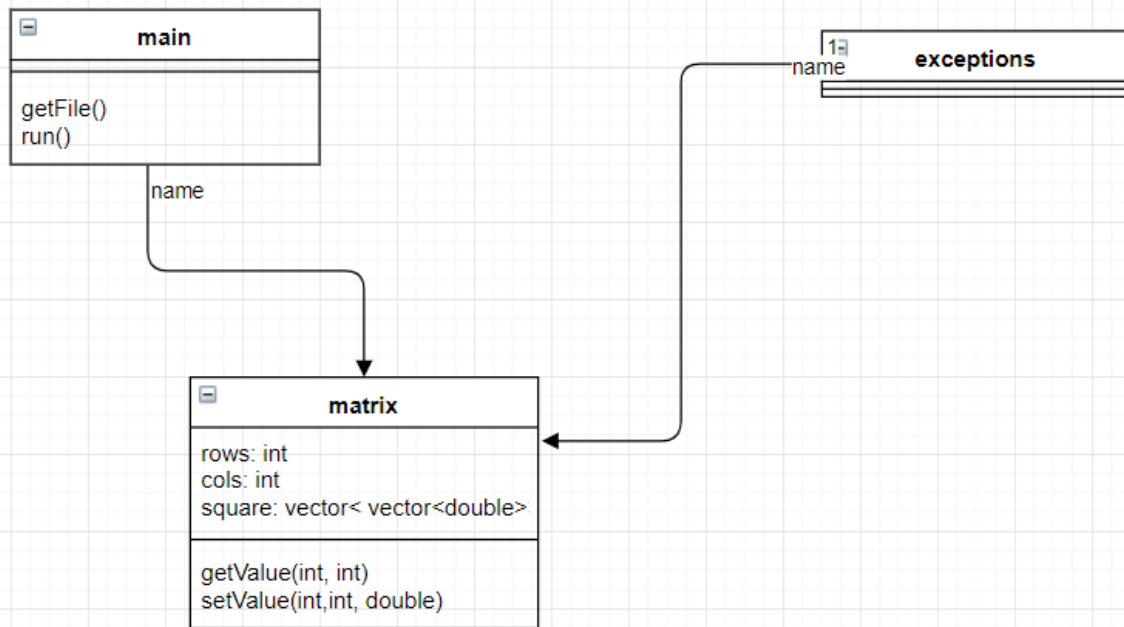 main
getFile()
run()
name
1
name
exceptions
matrix
rows: int
cols: int
square: vector< vector<double>
getValue(int, int)
setValue(int,int, double)